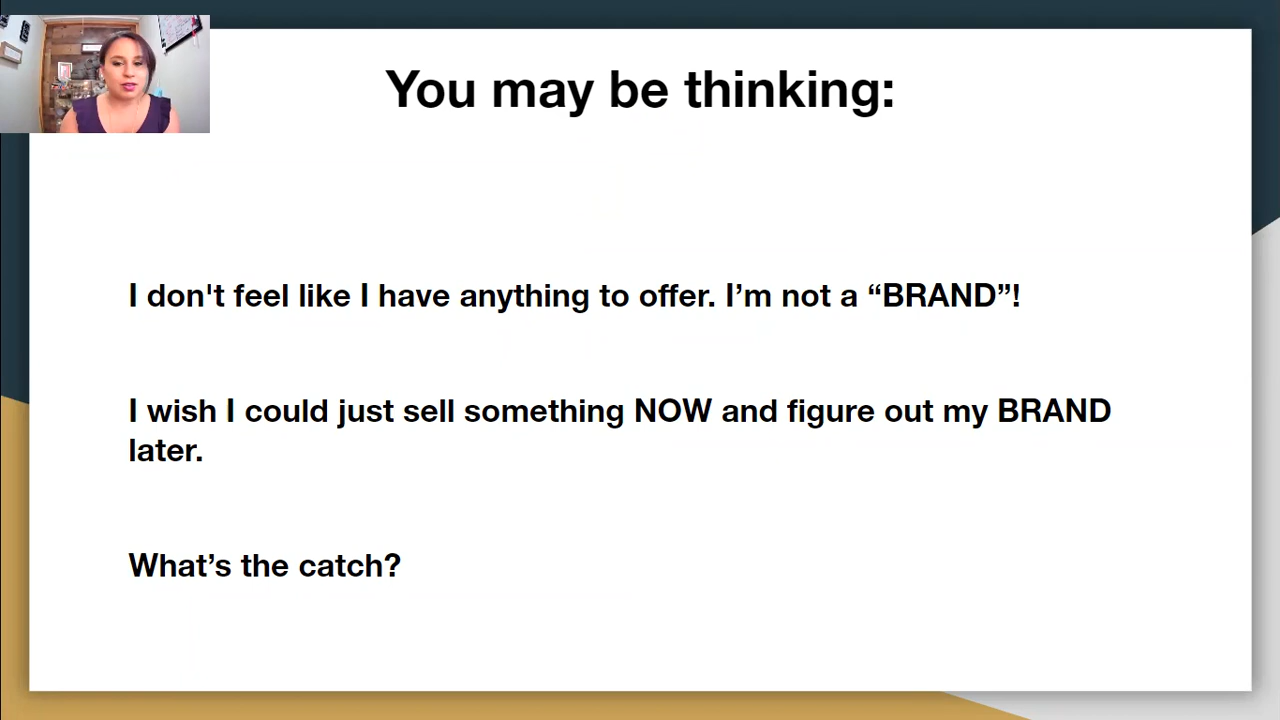 You may be thinking:
I don't feel like I have anything to offer. I’m not a “BRAND”!
I wish I could just sell something NOW and figure out my BRAND
later.
What’s the catch?